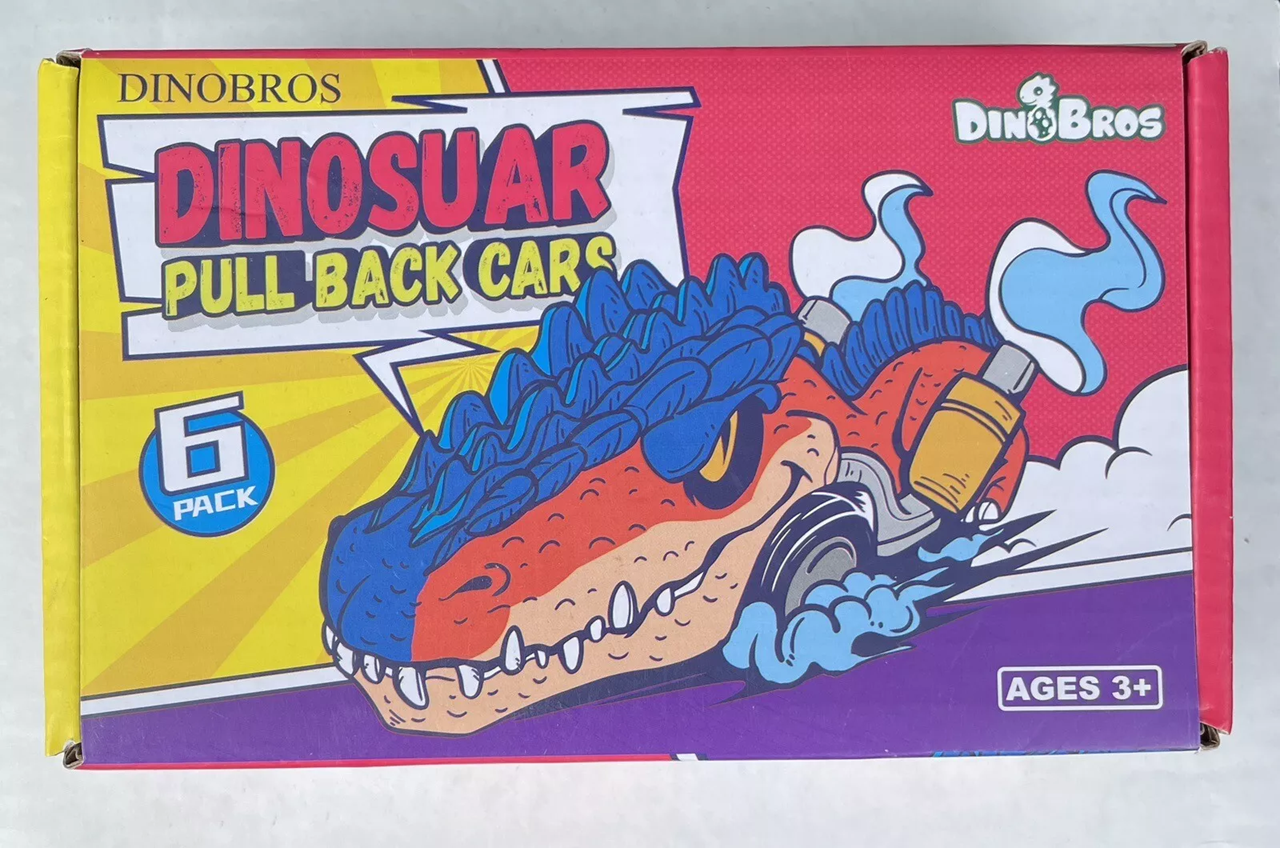 DINOBROS
DINOBROS
DINOSUAR
PULL BACK CARS
6
PACK
AGES 3+